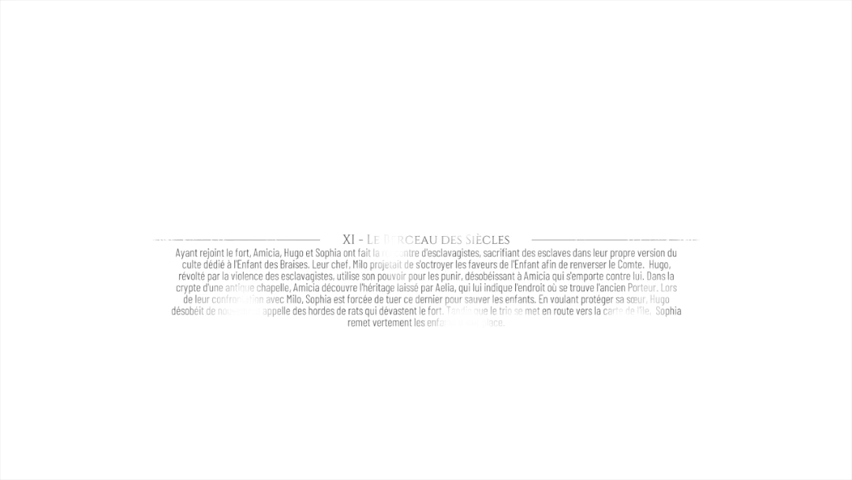 XI - Le Berceau des Siècles
Ayant rejoint le fort, Amicia, Hugo et Sophia ont fait la rencontre d'esclavagistes, sacrifiant des esclaves dans leur propre version du
culte dédié à l'Enfant des Braises. Leur chef, Milo projetait de s'octroyer les faveurs de l'Enfant afin de renverser le Comte. Hugo,
révolté par la violence des esclavagistes, utilise son pouvoir pour les punir, désobéissant à Amicia qui s'emporte contre lui. Dans la
crypte d'une antique chapelle, Amicia découvre l'héritage laissé par Aelia, qui lui indique l'endroit où se trouve l'ancien Porteur. Lors
de leur confrontation avec Milo, Sophia est forcée de tuer ce dernier pour sauver les enfants. En voulant protéger sa sœur, Hugo
désobéit de appelle des hordes de rats qui dévastent le fort. Tandis que le trio se met en route vers la carte de l'île, Sophia
remet vertement les